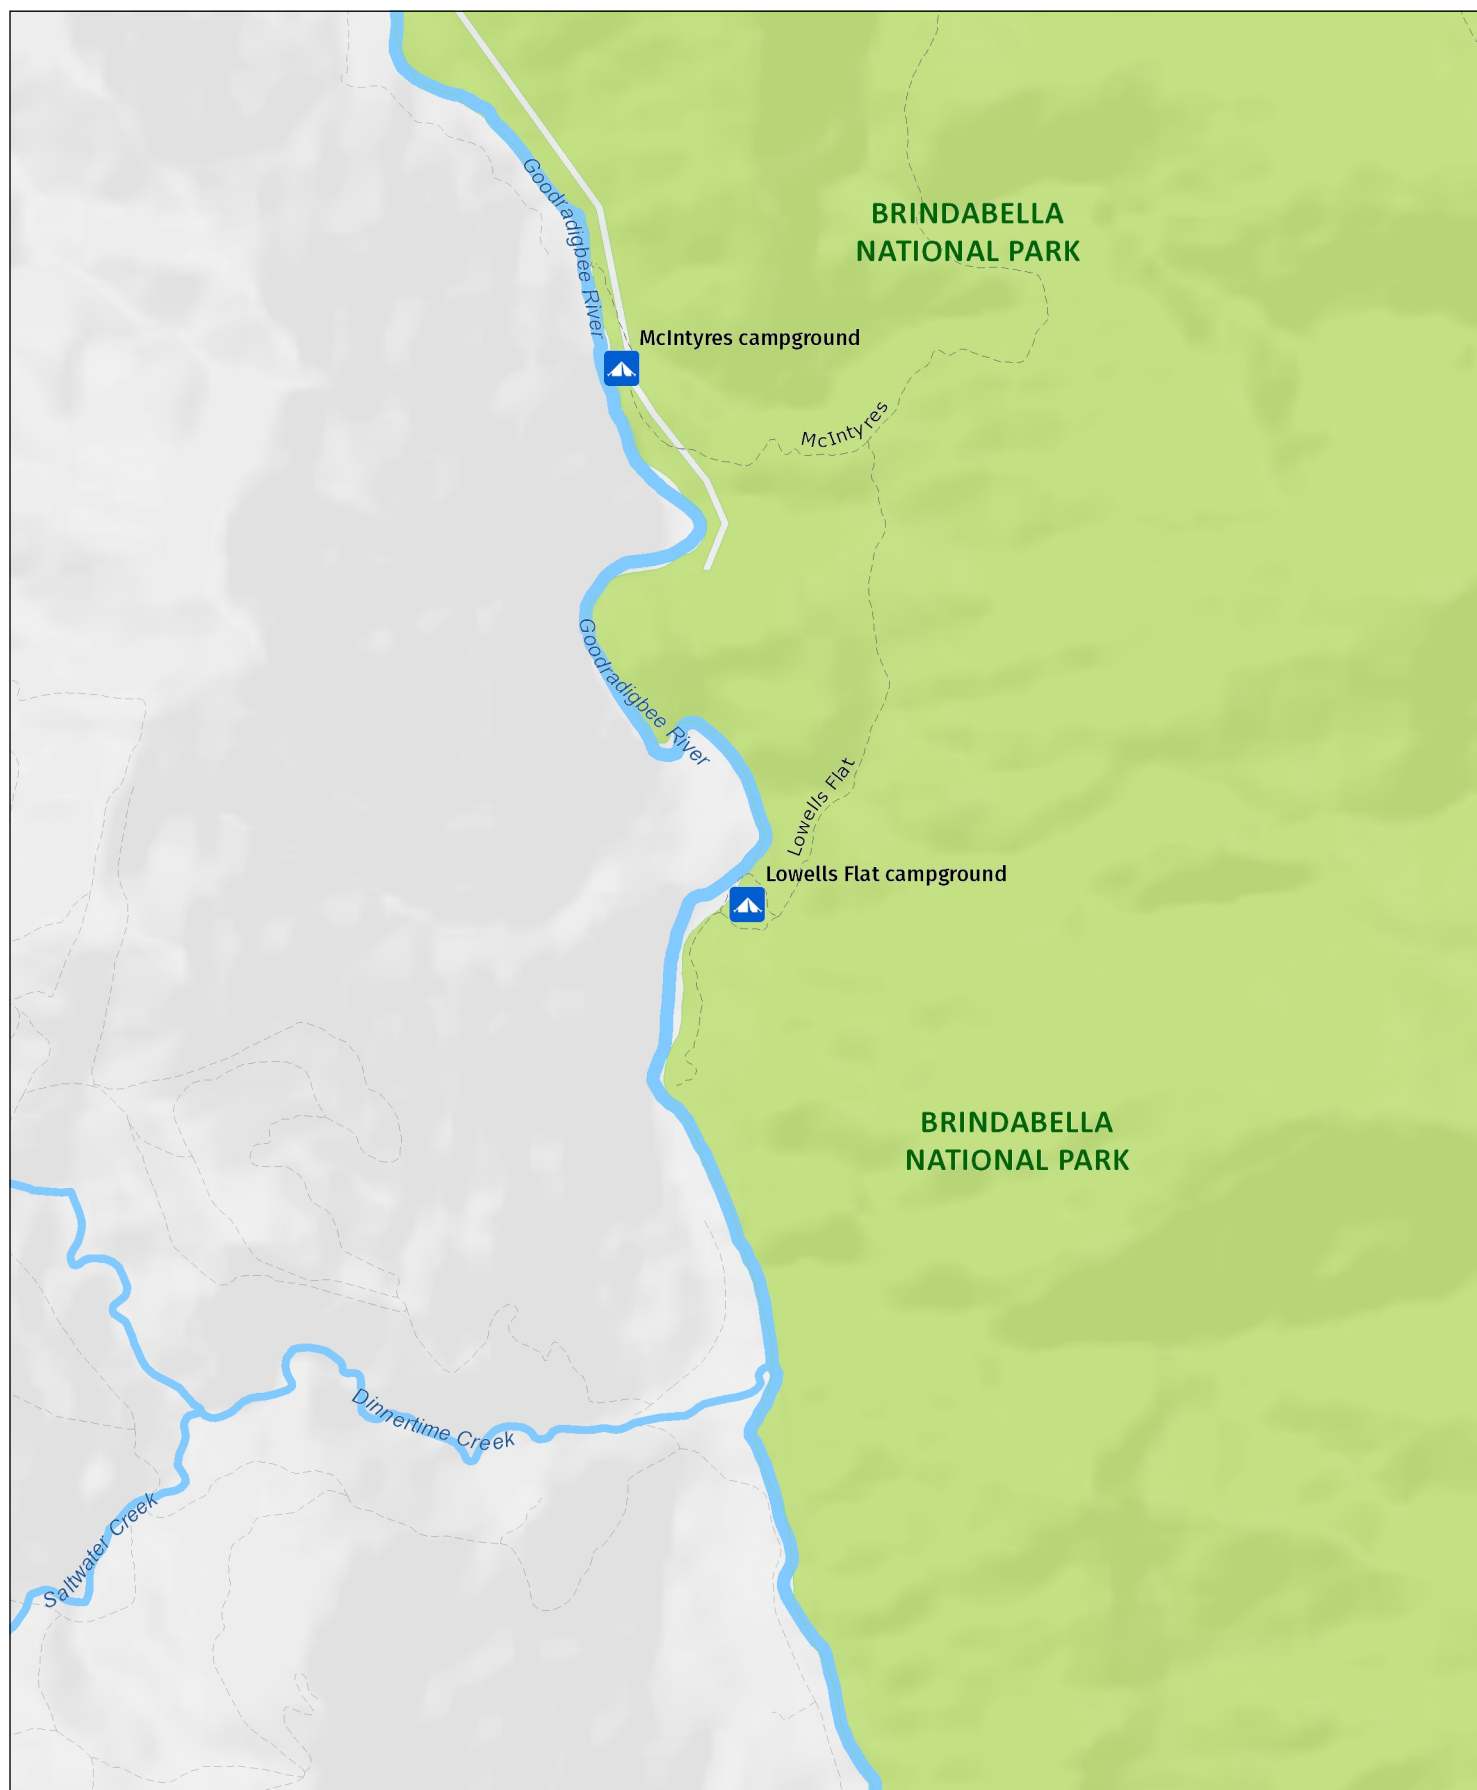 BRINDABELLA
NATIONAL PARK
Goodradigbee River
McIntyres campground
McIntyres
Goodradigbee River
Lowells Flat
Lowells Flat campground
BRINDABELLA
NATIONAL PARK
Dinnertime Creek
Saltwater Creek